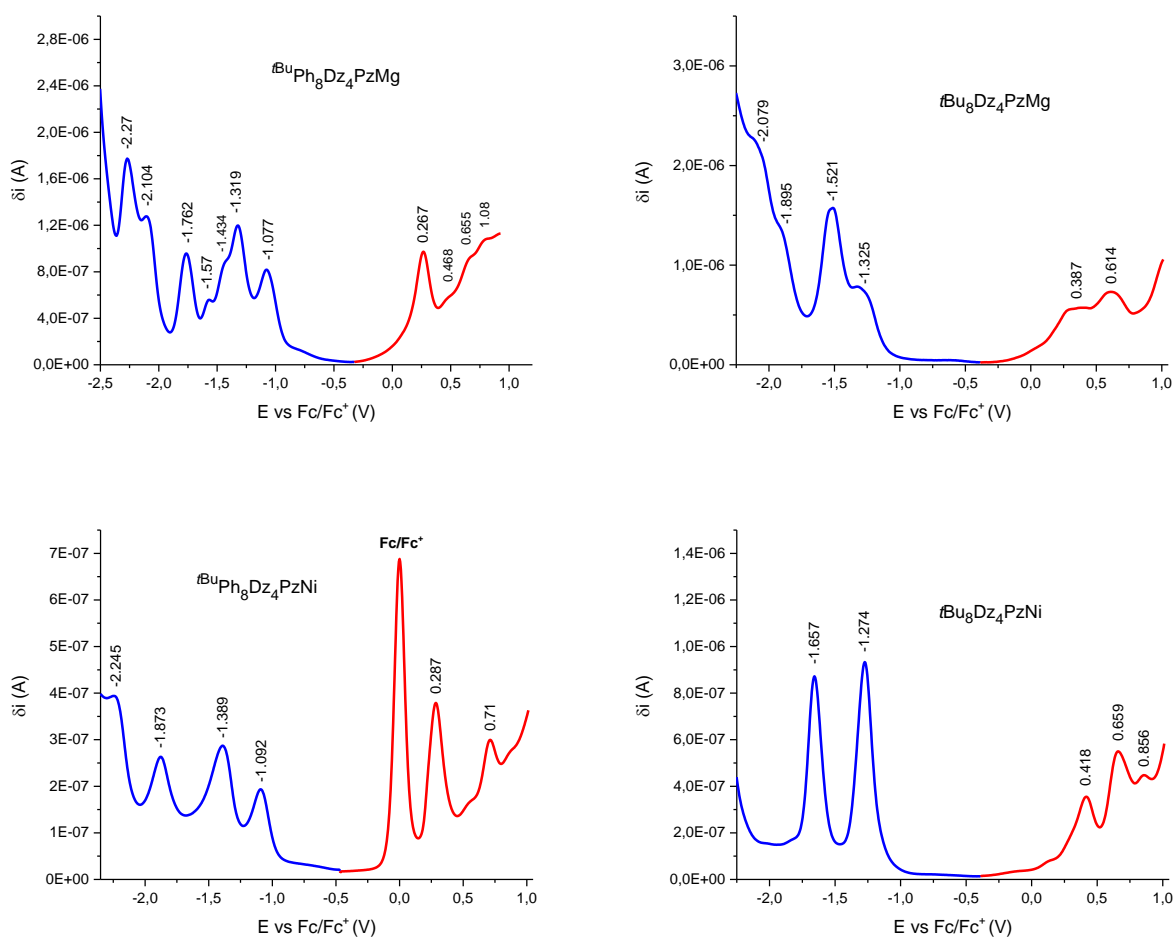 tBuPh8Dz4PzMg
δi (A)
2,8E-06
2,4E-06
2,0E-06
1,6E-06
1,2E-06
8,0E-07
4,0E-07
0,0E+00
-2.27
-2.104
-1.762
-1.57
-1.434
-1.319
-1.077
0.267
0.468
0.655
1.08
-2,5 -2,0 -1,5 -1,0 -0,5 0,0 0,5 1,0
E vs Fc/Fc+ (V)
tBu8Dz4PzMg
δi (A)
3,0E-06
2,0E-06
1,0E-06
0,0E+00
-2.079
-1.895
-1.521
-1.325
0.387
0.614
-2,0 -1,5 -1,0 -0,5 0,0 0,5 1,0
E vs Fc/Fc+ (V)
tBuPh8Dz4PzNi
Fc/Fc+
δi (A)
7E-07
6E-07
5E-07
4E-07
3E-07
2E-07
1E-07
0E+00
-2.245
-1.873
-1.389
-1.092
0.287
0.71
-2,0 -1,5 -1,0 -0,5 0,0 0,5 1,0
E vs Fc/Fc+ (V)
tBu8Dz4PzNi
δi (A)
1,4E-06
1,2E-06
1,0E-06
8,0E-07
6,0E-07
4,0E-07
2,0E-07
0,0E+00
-1.657
-1.274
0.418
0.659
0.856
-2,0 -1,5 -1,0 -0,5 0,0 0,5 1,0
E vs Fc/Fc+ (V)